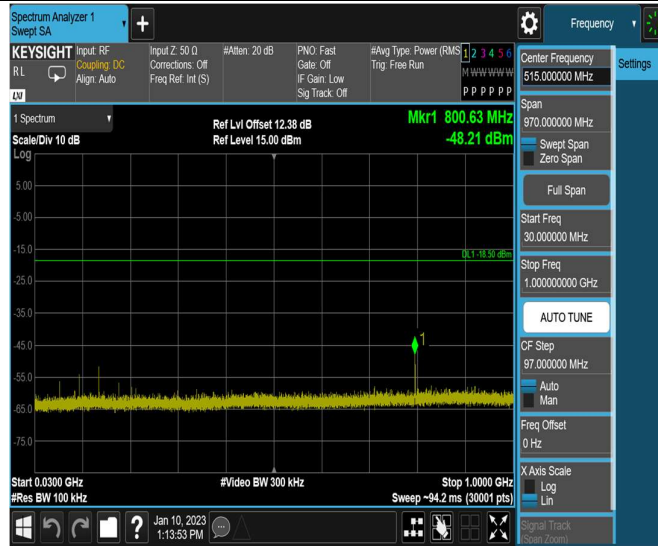 Spectrum Analyzer 1
Swept SA
Frequency
KEYSIGHT
RL
LXI
Input: RF
Coupling: DC
Align: Auto
Input Z: 50 Ω
Corrections: Off
Freq Ref: Int (S)
#Atten: 20 dB
PNO: Fast
Gate: Off
IF Gain: Low
Sig Track: Off
#Avg Type: Power (RMS
Trig: Free Run
1 2 3 4 5 6
M W W W W W
P P P P P P
1 Spectrum
Scale/Div 10 dB
Log
Ref Lvl Offset 12.38 dB
Ref Level 15.00 dBm
Mkr1 800.63 MHz
-48.21 dBm
5.00
-5.00
-15.0
-25.0
-35.0
-45.0
-55.0
-65.0
-75.0
DL1 -18.50 dBm
1
Start 0.0300 GHz
#Res BW 100 kHz
#Video BW 300 kHz
Stop 1.0000 GHz
Sweep ~94.2 ms (30001 pts)
Jan 10, 2023
1:13:53 PM
Center Frequency
515.000000 MHz
Span
970.000000 MHz
Swept Span
Zero Span
Full Span
Start Freq
30.000000 MHz
Stop Freq
1.000000000 GHz
AUTO TUNE
CF Step
97.000000 MHz
Auto
Man
Freq Offset
0 Hz
X Axis Scale
Log
Lin
Signal Track
(Span Zoom)
Settings